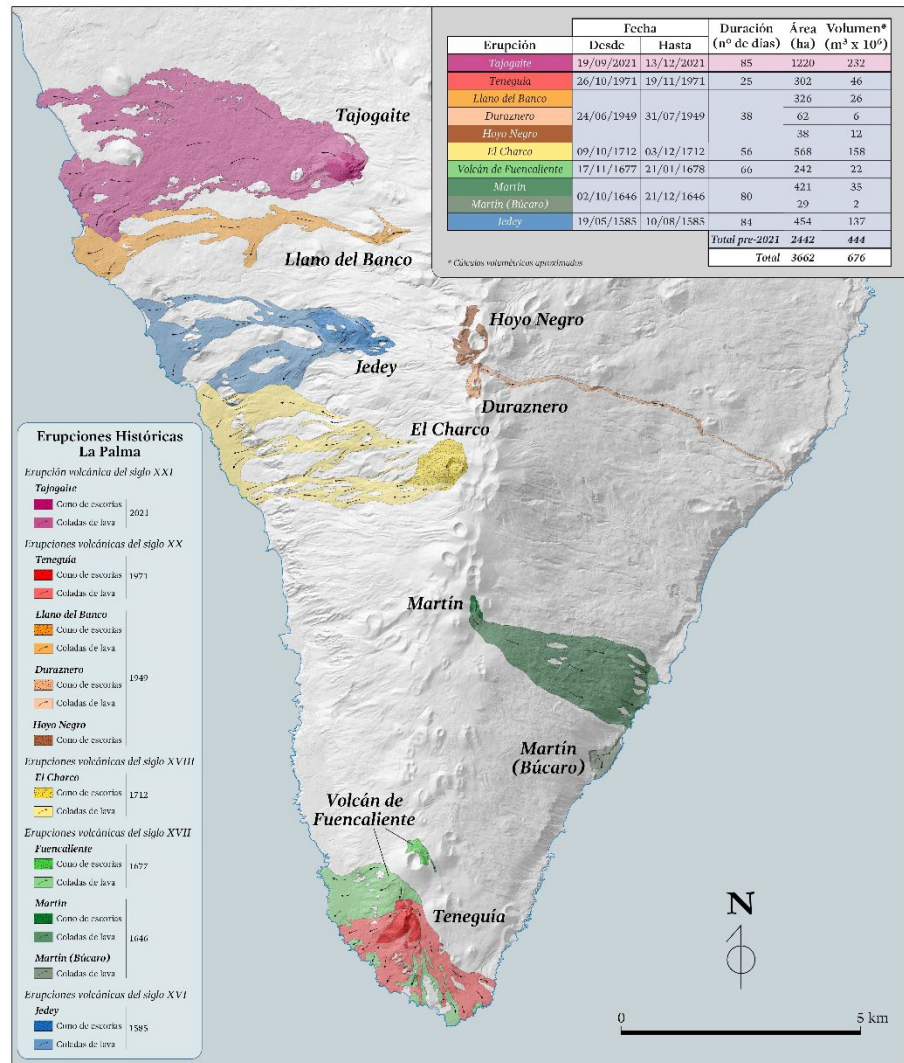 Erupción Fecha Duración (nº de días) Área (ha) Volumen* (m³ x 10⁶)
Desde Hasta
Tajogaite 19/09/2021 13/12/2021 85 1220 232
Teneguía 26/10/1971 19/11/1971 25 302 46
Llano del Banco 326 26
Duraznero 24/06/1949 31/07/1949 38 62 6
Hoyo Negro 38 12
El Charco 09/10/1712 03/12/1712 56 568 158
Volcán de Fuencaliente 17/11/1677 21/01/1678 66 242 22
Martín 02/10/1646 21/12/1646 80 421 35
Martín (Búcaro) 29 2
Jedey 19/05/1585 10/08/1585 84 454 137
Total pre-2021 2442 444
Total 3662 676
* Cálculos volumétricos aproximados
Tajogaite
Llano del Banco
Hoyo Negro
Jedey
Duraznero
El Charco
Martín
Martín
(Búcaro)
Volcán de
Fuencaliente
Teneguía
Erupciones Históricas
La Palma
Erupción volcánica del siglo XXI
Tajogaite
Cono de escorias
Coladas de lava
2021
Erupciones volcánicas del siglo XX
Teneguía
Cono de escorias
Coladas de lava
1971
Llano del Banco
Cono de escorias
Coladas de lava
Duraznero
Cono de escorias
Coladas de lava
1949
Hoyo Negro
Cono de escorias
Erupciones volcánicas del siglo XVIII
El Charco
Cono de escorias
Coladas de lava
1712
Erupciones volcánicas del siglo XVII
Fuencaliente
Cono de escorias
Coladas de lava
1677
Martín
Cono de escorias
Coladas de lava
1646
Martín (Búcaro)
Coladas de lava
Erupciones volcánicas del siglo XVI
Jedey
Cono de escorias
Coladas de lava
1585
N
0 5 km